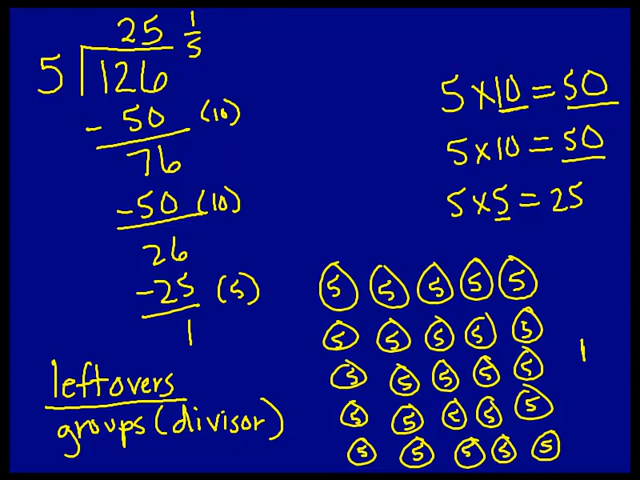 25 1/5
5 126
- 50 (10)
76
- 50 (10)
26
- 25 (5)
1
leftovers
groups (divisor)
5 × 10 = 50
5 × 10 = 50
5 × 5 = 25
5 5 5 5 5
5 5 5 5 5
5 5 5 5 5
5 5 5 5 5
5 5 5 5 5
1